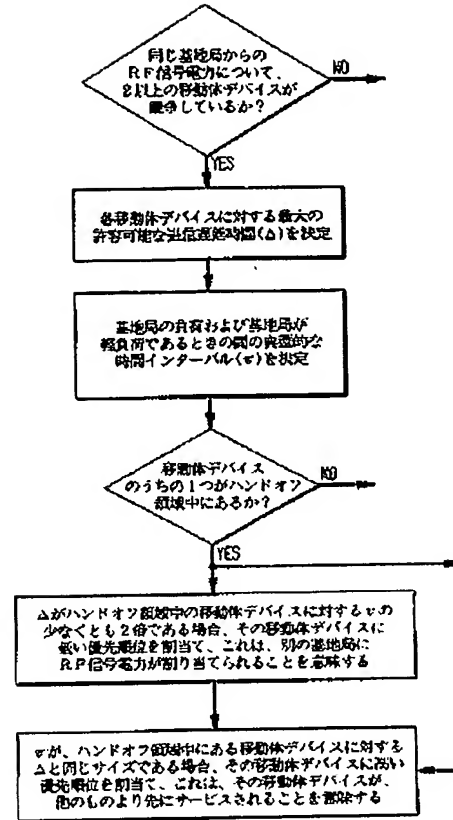 同じ基地局からの
RF信号電力について、
2以上の移動体デバイスが
競争しているか?
NO
YES
各移動体デバイスに対する最大の
許容可能な送信遅延時間(Δ)を決定
基地局の負荷および基地局が
軽負荷であるときの間の典型的な
時間インターバル(σ)を決定
移動体デバイス
のうちの1つがハンドオフ
領域中にあるか?
NO
YES
Δがハンドオフ領域中の移動体デバイスに対するσの
少なくとも2倍である場合、その移動体デバイスに
低い優先順位を割当て、これは、別の基地局に
RF信号電力が割り当てられることを意味する
σが、ハンドオフ領域中にある移動体デバイスに対する
Δと同じサイズである場合、その移動体デバイスに高い
優先順位を割当て、これは、その移動体デバイスが、
他のものより先にサービスされることを意味する